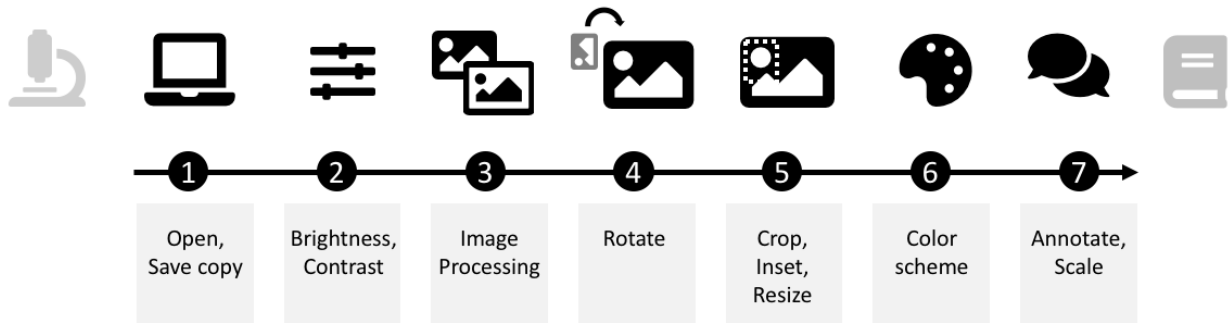 1
2
3
4
5
6
7
Open,
Save copy
Brightness,
Contrast
Image
Processing
Rotate
Crop,
Inset,
Resize
Color
scheme
Annotate,
Scale